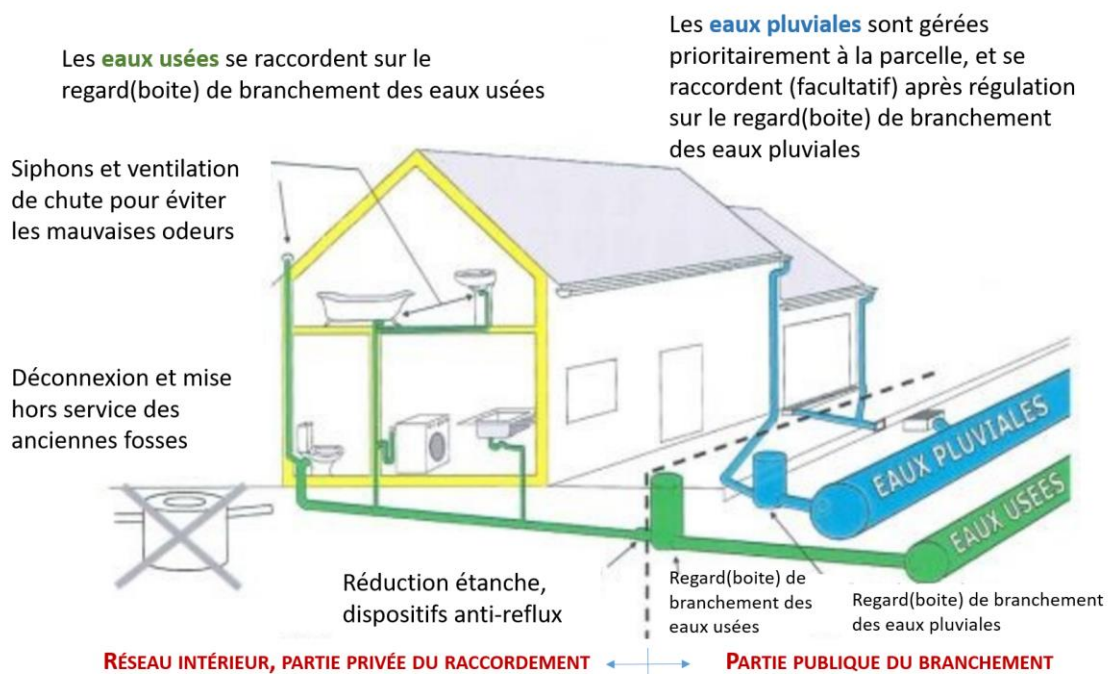 Les eaux usées se raccordent sur le
regard(boite) de branchement des eaux usées
Les eaux pluviales sont gérées
prioritairement à la parcelle, et se
raccordent (facultatif) après régulation
sur le regard(boite) de branchement
des eaux pluviales
Siphons et ventilation
de chute pour éviter
les mauvaises odeurs
Déconnexion et mise
hors service des
anciennes fosses
EAUX PLUVIALES
EAUX USÉES
Réduction étanche,
dispositifs anti-reflux
Regard(boite) de
branchement des
eaux usées
Regard(boite) de branchement
des eaux pluviales
RÉSEAU INTÉRIEUR, PARTIE PRIVÉE DU RACCORDEMENT
PARTIE PUBLIQUE DU BRANCHEMENT